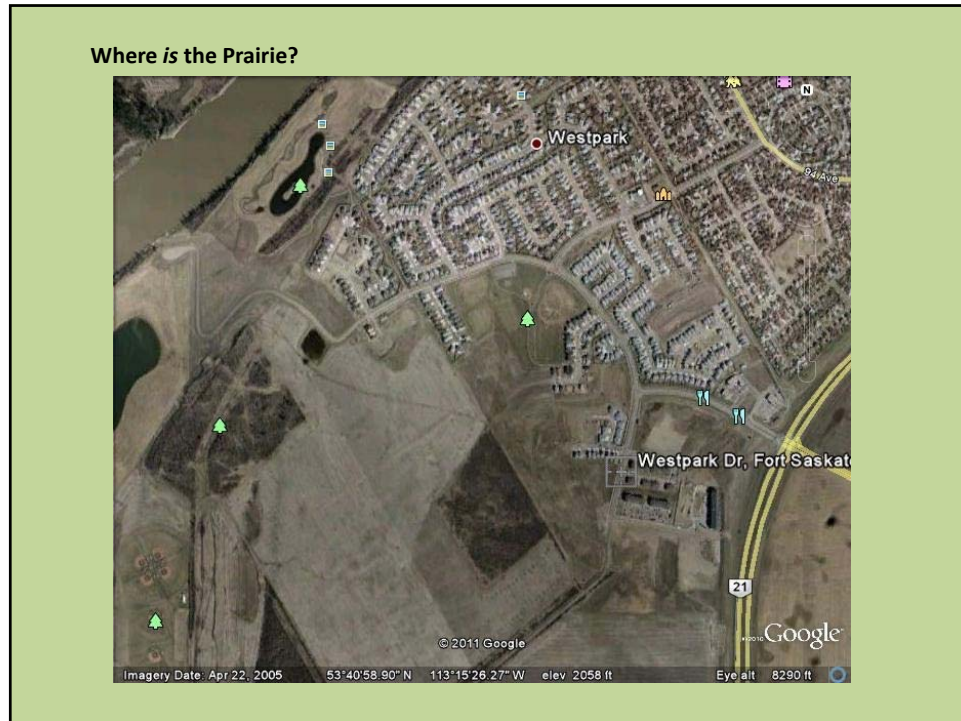 Where is the Prairie?
N
Westpark
94 Ave
Westpark Dr, Fort Saskat
21
© 2011 Google
Google
Imagery Date: Apr 22, 2005 53°40'58.90" N 113°15'26.27" W elev 2058 ft Eye alt 8290 ft